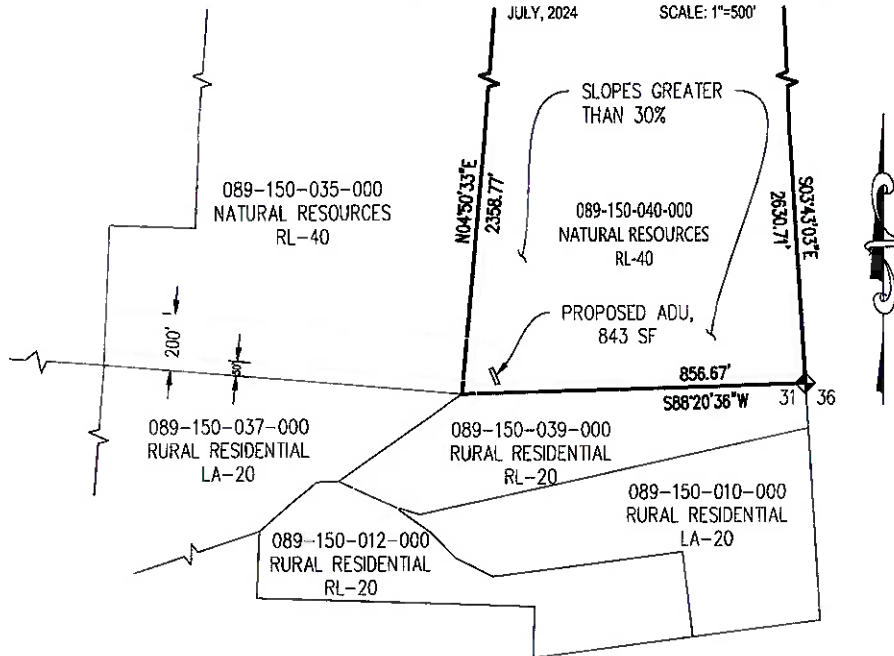 JULY, 2024
SCALE: 1"=500'
SLOPES GREATER
THAN 30%
N04°50'33"E
2358.77'
S03°43'03"E
2630.71'
089-150-035-000
NATURAL RESOURCES
RL-40
089-150-040-000
NATURAL RESOURCES
RL-40
200'
50'
PROPOSED ADU,
843 SF
856.67'
S88°20'36"W
31
36
089-150-037-000
RURAL RESIDENTIAL
LA-20
089-150-039-000
RURAL RESIDENTIAL
RL-20
089-150-010-000
RURAL RESIDENTIAL
LA-20
089-150-012-000
RURAL RESIDENTIAL
RL-20